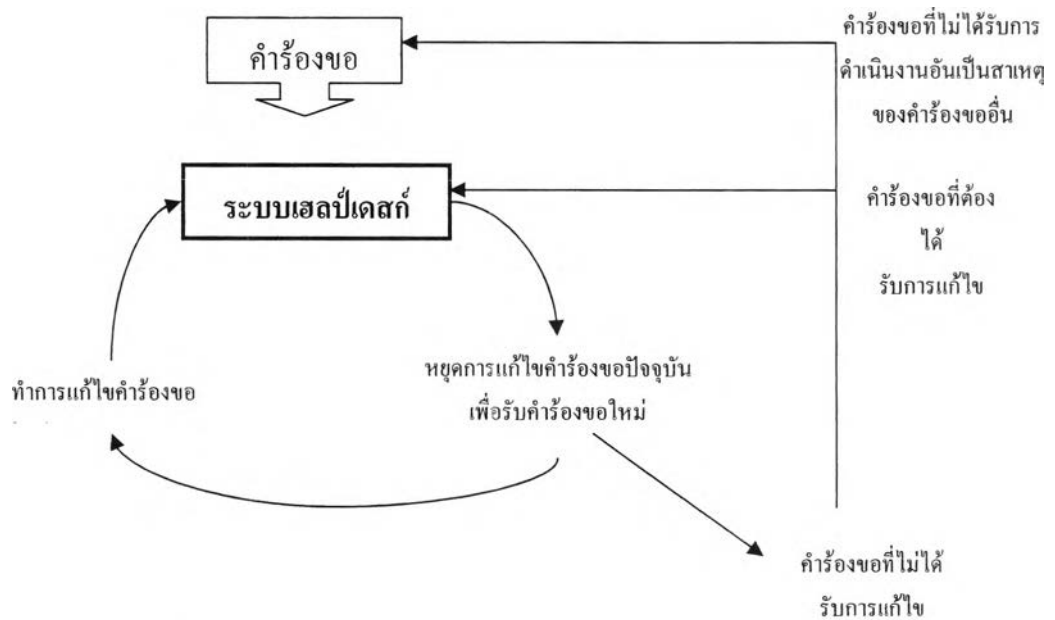 คำร้องขอ
คำร้องขอที่ไม่ได้รับการ
ดำเนินงานอันเป็นสาเหตุ
ของคำร้องขออื่น
ระบบเฮลป์เดสก์
คำร้องขอที่ต้อง
ได้
รับการแก้ไข
หยุดการแก้ไขคำร้องขอปัจจุบัน
เพื่อรับคำร้องขอใหม่
ทำการแก้ไขคำร้องขอ
คำร้องขอที่ไม่ได้
รับการแก้ไข